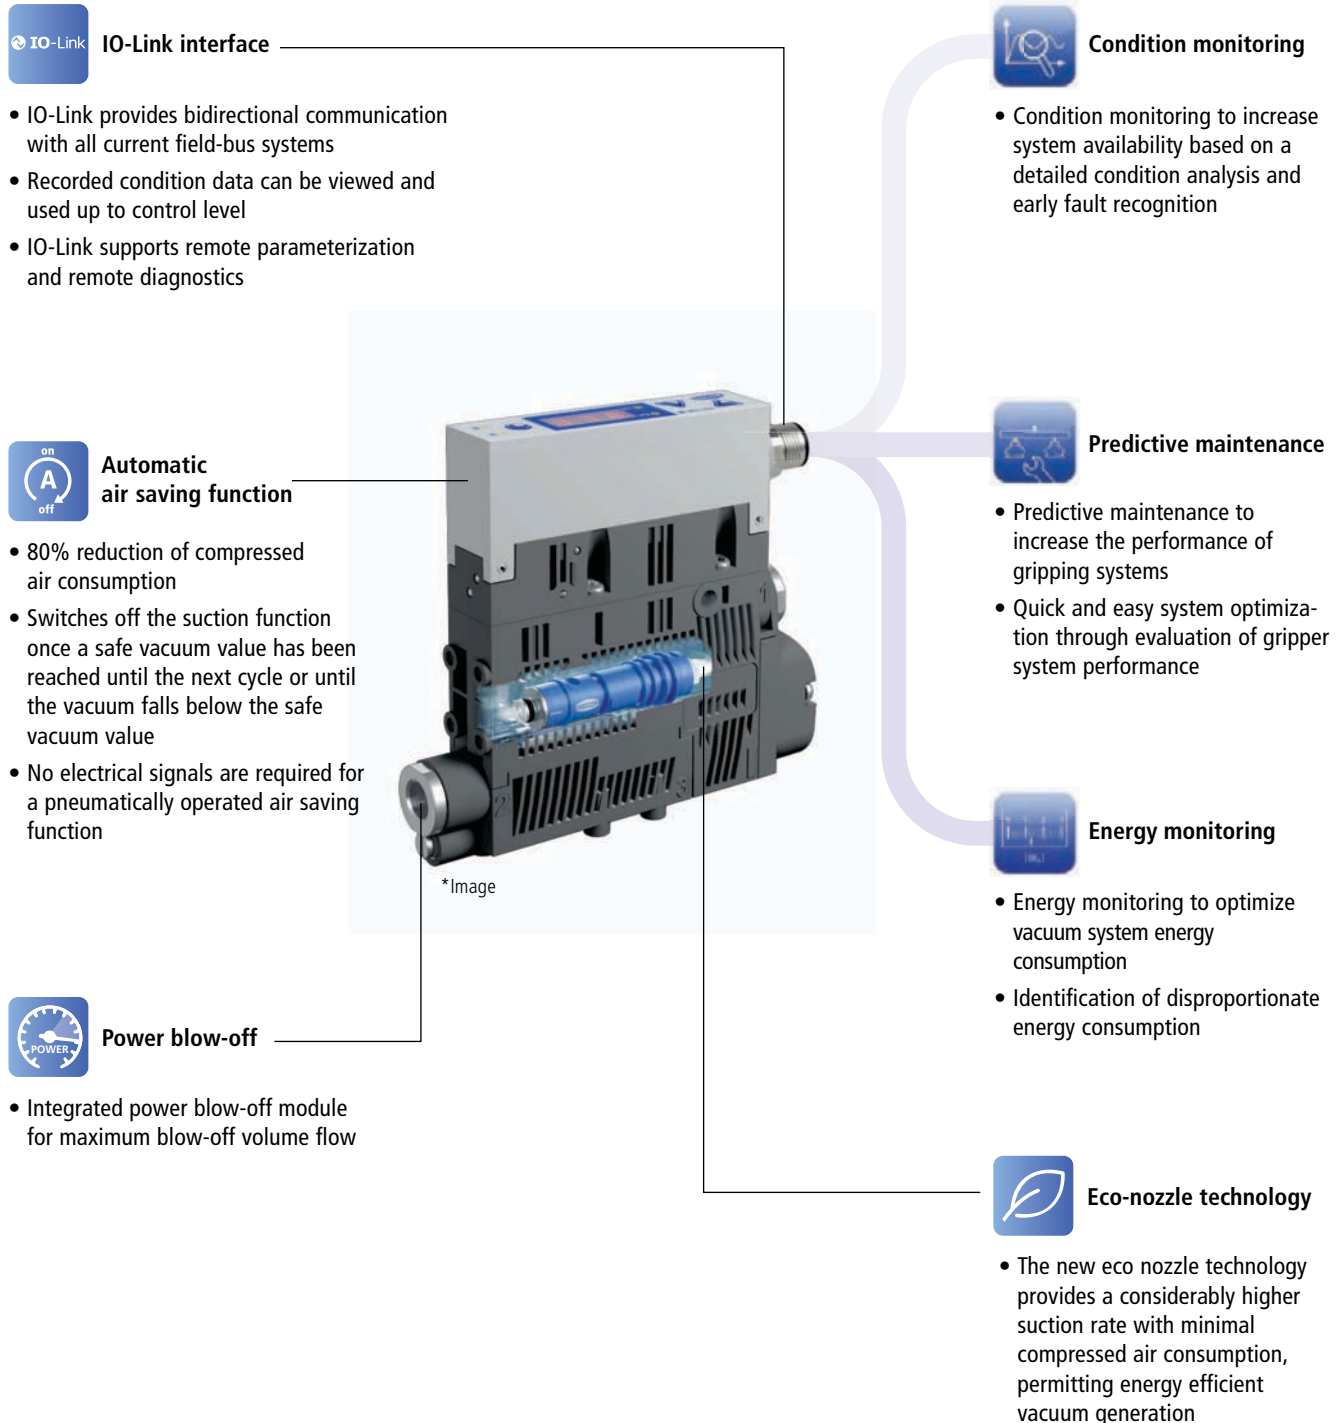 IO-Link
IO-Link interface
• IO-Link provides bidirectional communication
with all current field-bus systems
• Recorded condition data can be viewed and
used up to control level
• IO-Link supports remote parameterization
and remote diagnostics
Condition monitoring
• Condition monitoring to increase
system availability based on a
detailed condition analysis and
early fault recognition
on
A
off
Automatic
air saving function
• 80% reduction of compressed
air consumption
• Switches off the suction function
once a safe vacuum value has been
reached until the next cycle or until
the vacuum falls below the safe
vacuum value
• No electrical signals are required for
a pneumatically operated air saving
function
Predictive maintenance
• Predictive maintenance to
increase the performance of
gripping systems
• Quick and easy system optimiza-
tion through evaluation of gripper
system performance
1
2
3
*Image
Energy monitoring
• Energy monitoring to optimize
vacuum system energy
consumption
• Identification of disproportionate
energy consumption
POWER
Power blow-off
• Integrated power blow-off module
for maximum blow-off volume flow
Eco-nozzle technology
• The new eco nozzle technology
provides a considerably higher
suction rate with minimal
compressed air consumption,
permitting energy efficient
vacuum generation